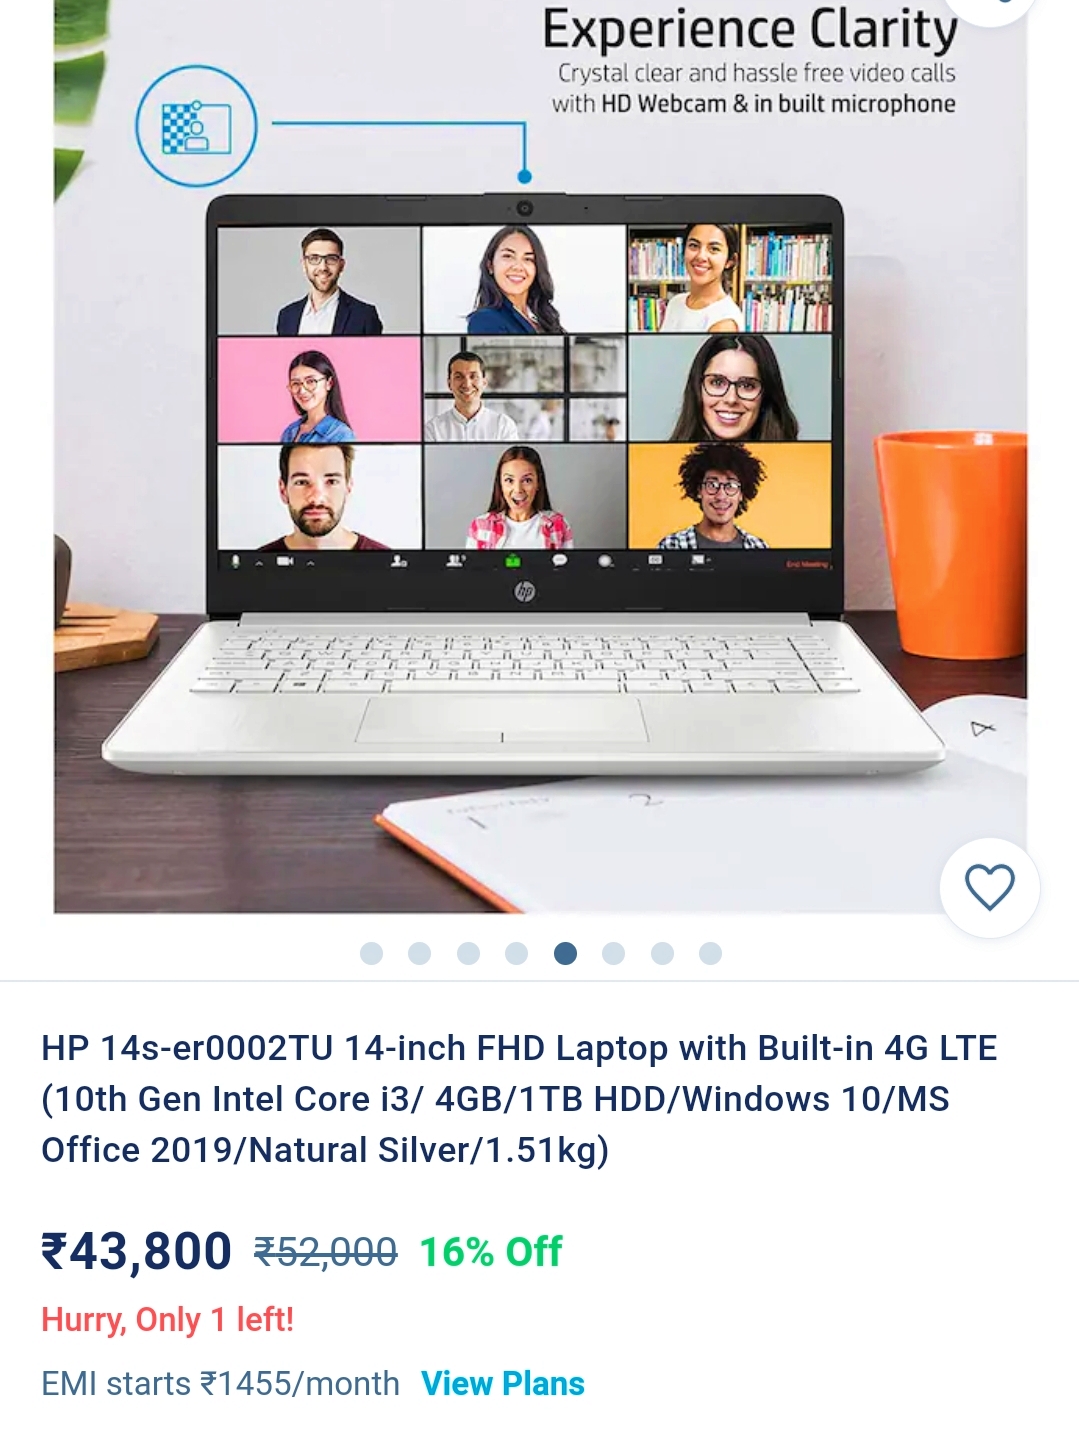 Experience Clarity
Crystal clear and hassle free video calls
with HD Webcam & in built microphone
End Meeting
hp
HP 14s-er0002TU 14-inch FHD Laptop with Built-in 4G LTE
(10th Gen Intel Core i3/ 4GB/1TB HDD/Windows 10/MS
Office 2019/Natural Silver/1.51kg)
₹43,800 ₹52,000 16% Off
Hurry, Only 1 left!
EMI starts ₹1455/month View Plans